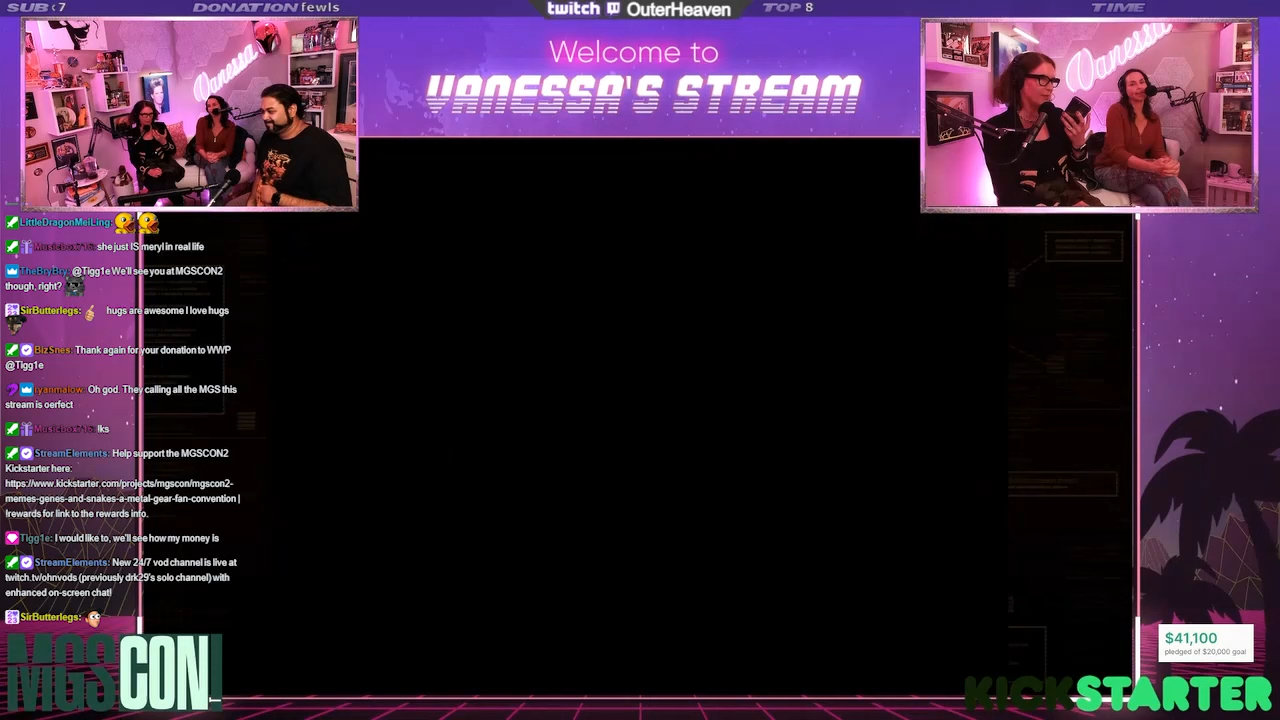 SUB 7
DONATION fewls
twitch OuterHeaven
TOP 8
TIME
Welcome to
VANESSA'S STREAM
Vanessa
Vanessa
LittleDragonMeiLing:
Musicbox716: she just IS meryl in real life
TheBryBry: @Tigg1e We'll see you at MGSCON2
though, right?
SirButterlegs: hugs are awesome I love hugs
BizSnes: Thank again for your donation to WWP
@Tigg1e
ryanmalow: Oh god. They calling all the MGS this
stream is oerfect
Musicbox716: !ks
StreamElements: Help support the MGSCON2
Kickstarter here:
https://www.kickstarter.com/projects/mgscon/mgscon2-
memes-genes-and-snakes-a-metal-gear-fan-convention |
!rewards for link to the rewards info.
Tigg1e: I would like to, we'll see how my money is
StreamElements: New 24/7 vod channel is live at
twitch.tv/ohnvods (previously drk29's solo channel) with
enhanced on-screen chat!
SirButterlegs:
MGSCON!
$41,100
pledged of $20,000 goal
KICKSTARTER